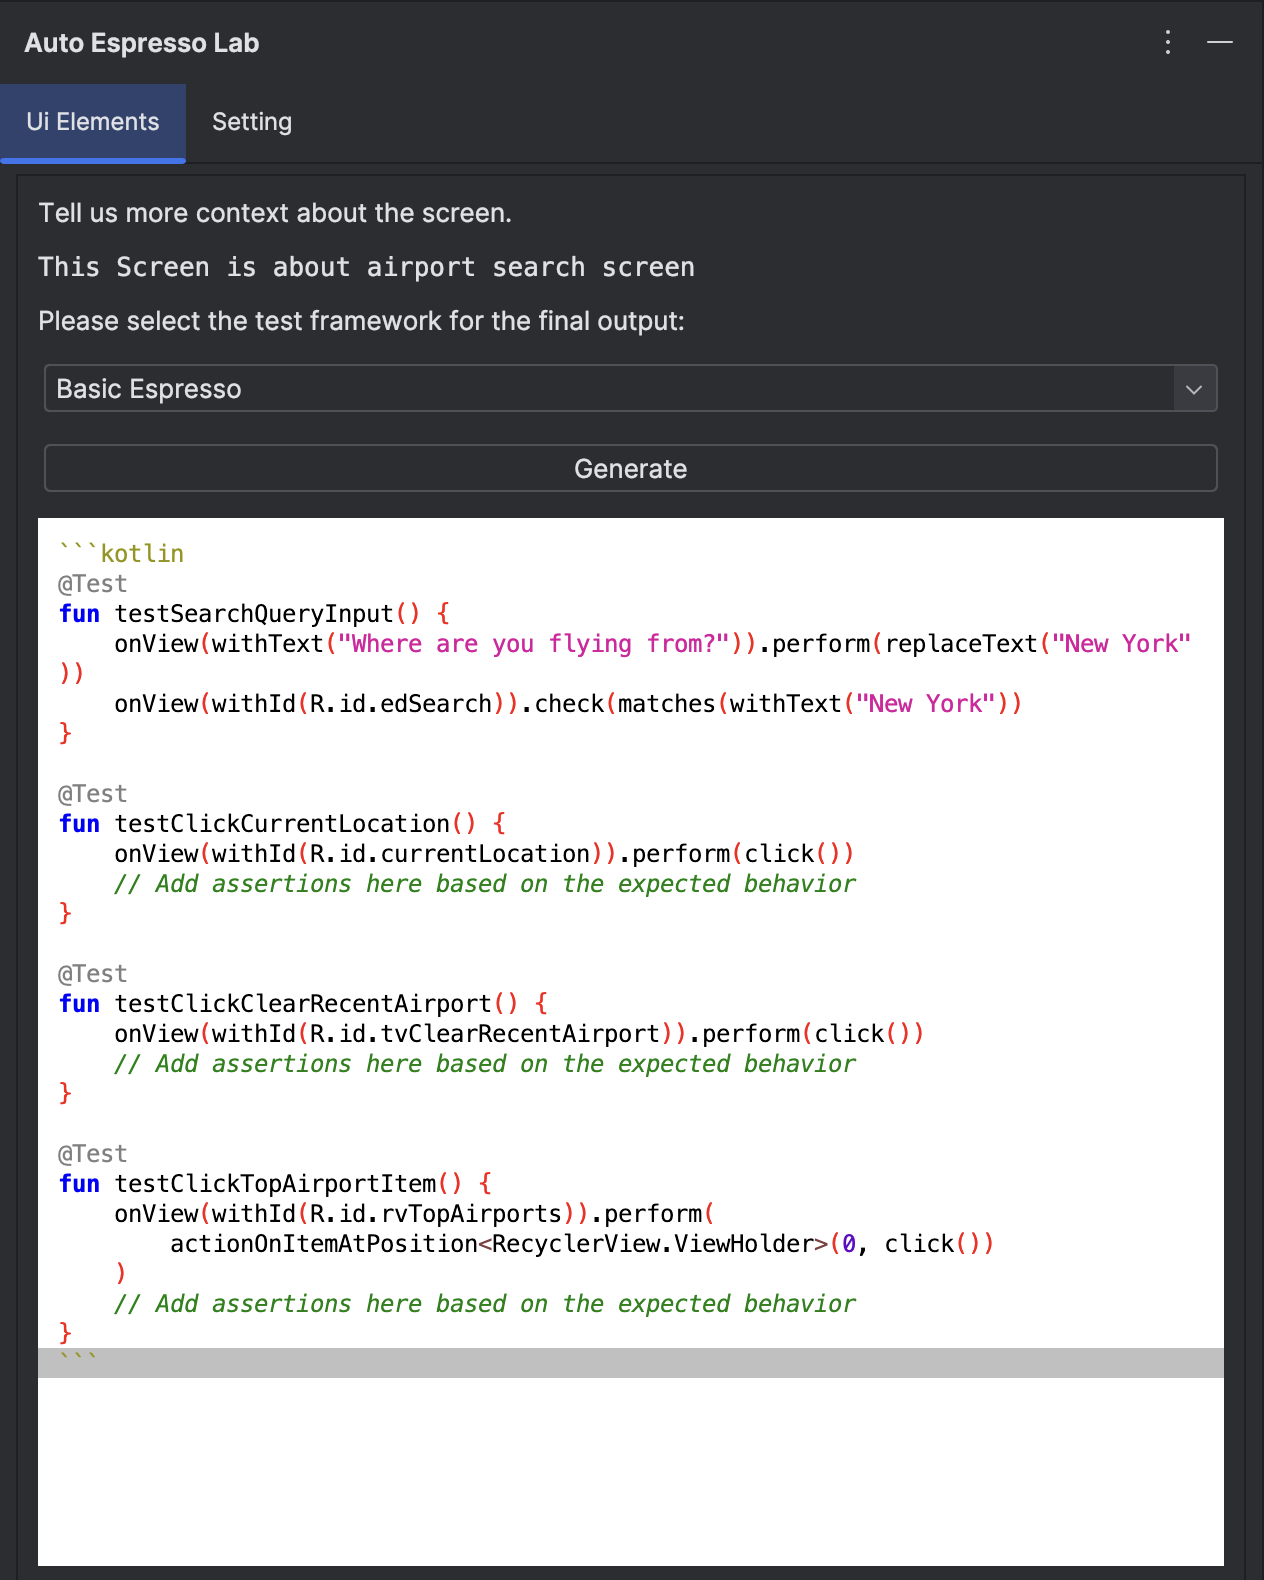 Auto Espresso Lab
Ui Elements
Setting
Tell us more context about the screen.
This Screen is about airport search screen
Please select the test framework for the final output:
Basic Espresso
Generate
```kotlin
@Test
fun testSearchQueryInput() {
    onView(withText("Where are you flying from?")).perform(replaceText("New York"
))
    onView(withId(R.id.edSearch)).check(matches(withText("New York"))
}

@Test
fun testClickCurrentLocation() {
    onView(withId(R.id.currentLocation)).perform(click())
    // Add assertions here based on the expected behavior
}

@Test
fun testClickClearRecentAirport() {
    onView(withId(R.id.tvClearRecentAirport)).perform(click())
    // Add assertions here based on the expected behavior
}

@Test
fun testClickTopAirportItem() {
    onView(withId(R.id.rvTopAirports)).perform(
        actionOnItemAtPosition<RecyclerView.ViewHolder>(0, click())
    )
    // Add assertions here based on the expected behavior
}
```